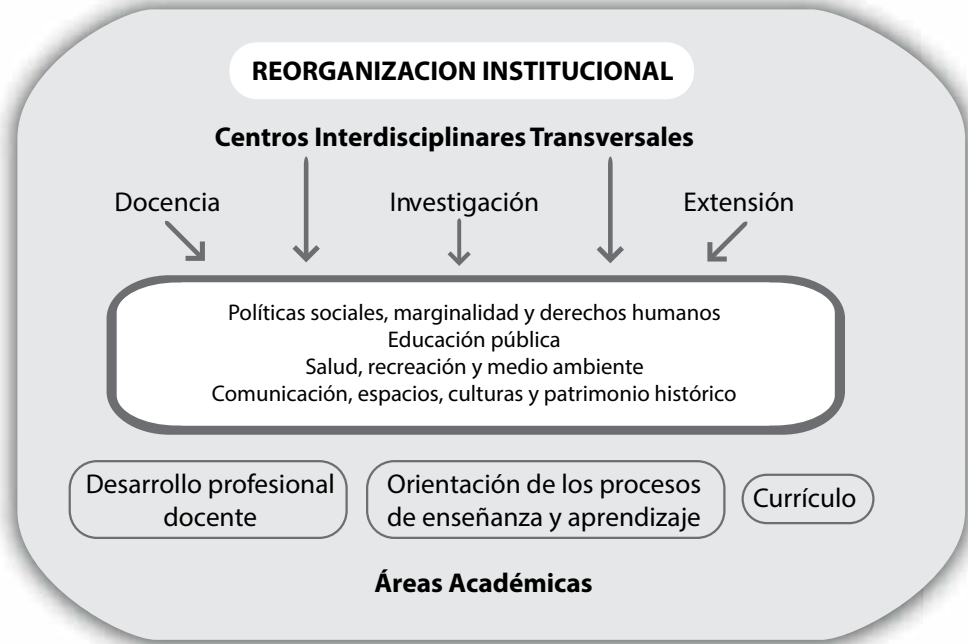 REORGANIZACION INSTITUCIONAL
Centros Interdisciplinares Transversales
Docencia
Investigación
Extensión
Políticas sociales, marginalidad y derechos humanos
Educación pública
Salud, recreación y medio ambiente
Comunicación, espacios, culturas y patrimonio histórico
Desarrollo profesional
docente
Orientación de los procesos
de enseñanza y aprendizaje
Currículo
Áreas Académicas